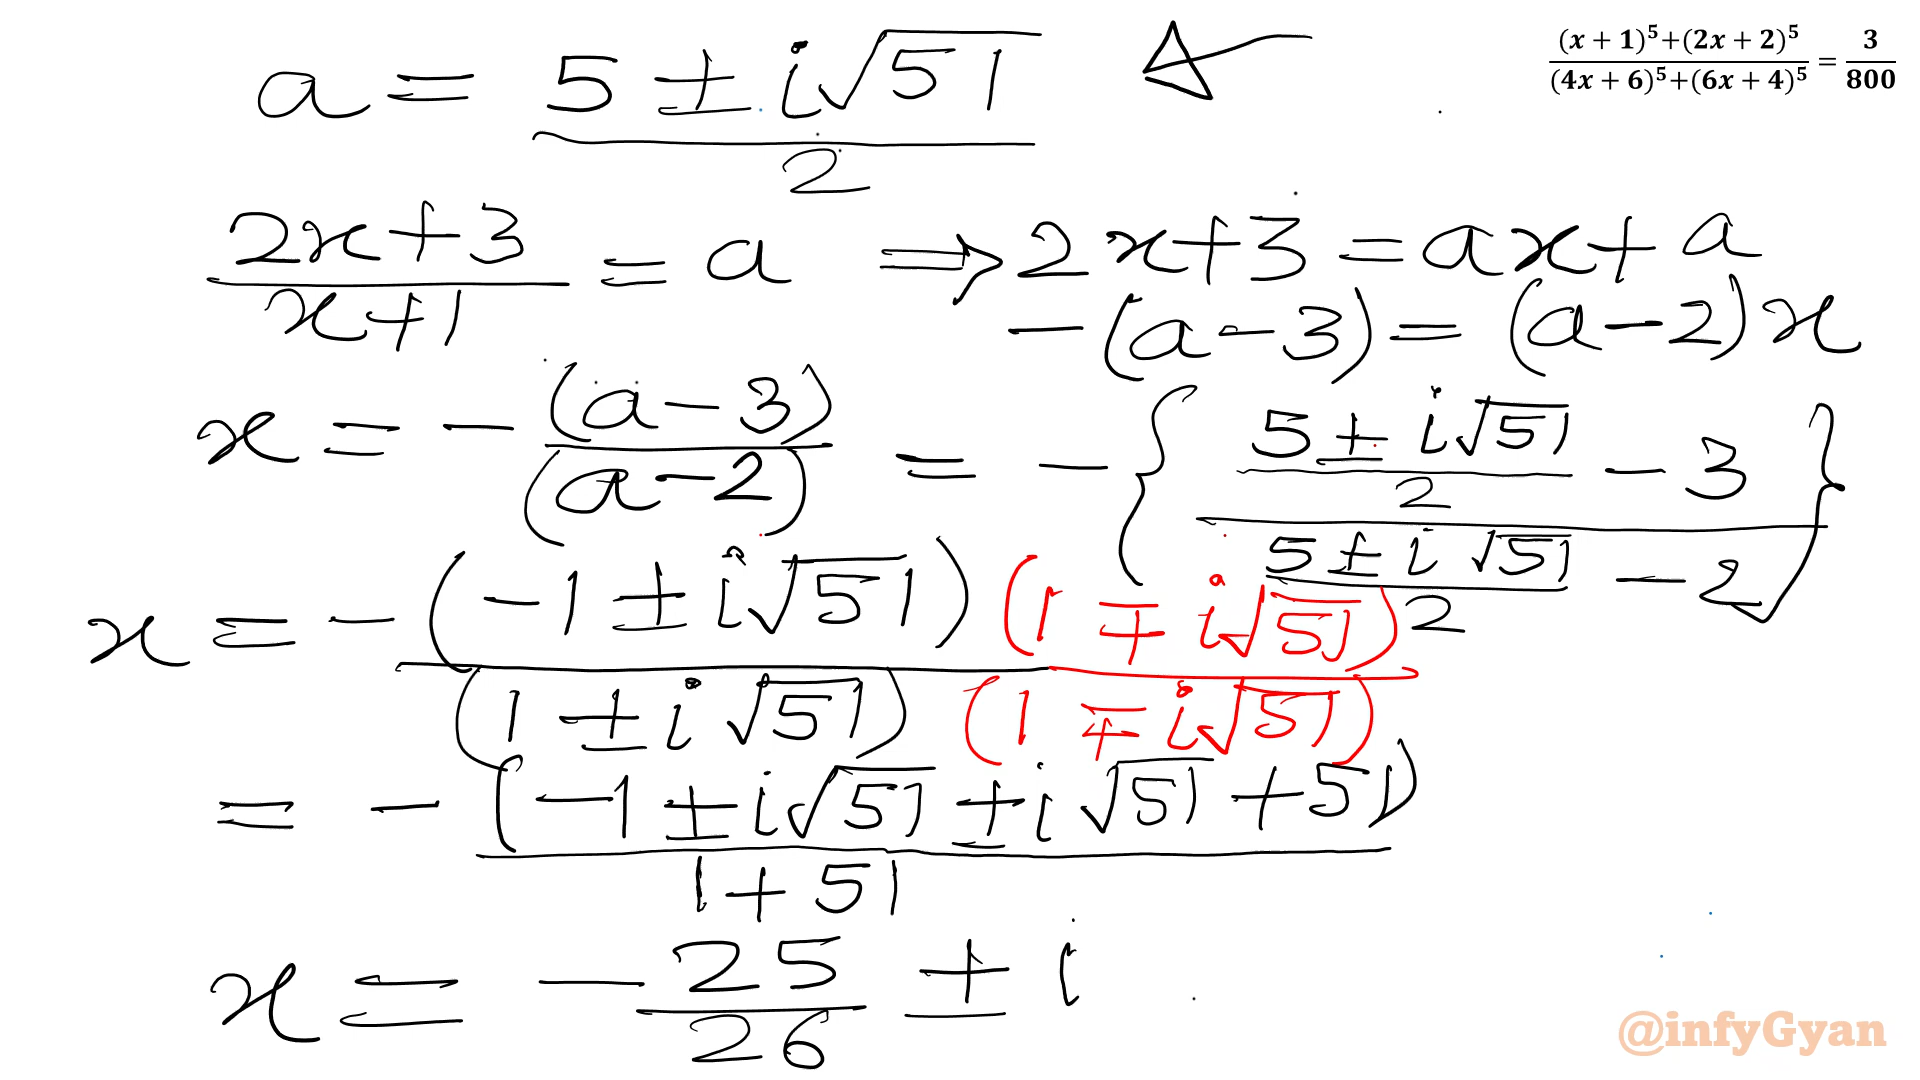 a = (5 ± i√51)/2
((x + 1)^5+(2x + 2)^5)/((4x + 6)^5+(6x + 4)^5) = 3/800
(2x+3)/(x+1) = a ⇒ 2x+3 = ax+a
-(a-3) = (a-2)x
x = -(a-3)/(a-2) = -{((5 ± i√51)/2 - 3)/((5 ± i√51)/2 - 2)}
x = -((-1 ± i√51)(1 ∓ i√51))/((1 ± i√51)(1 ∓ i√51))
= -(-1 ± i√51 ± i√51 + 51)/(1 + 51)
x = -25/26 ± i
@infyGyan